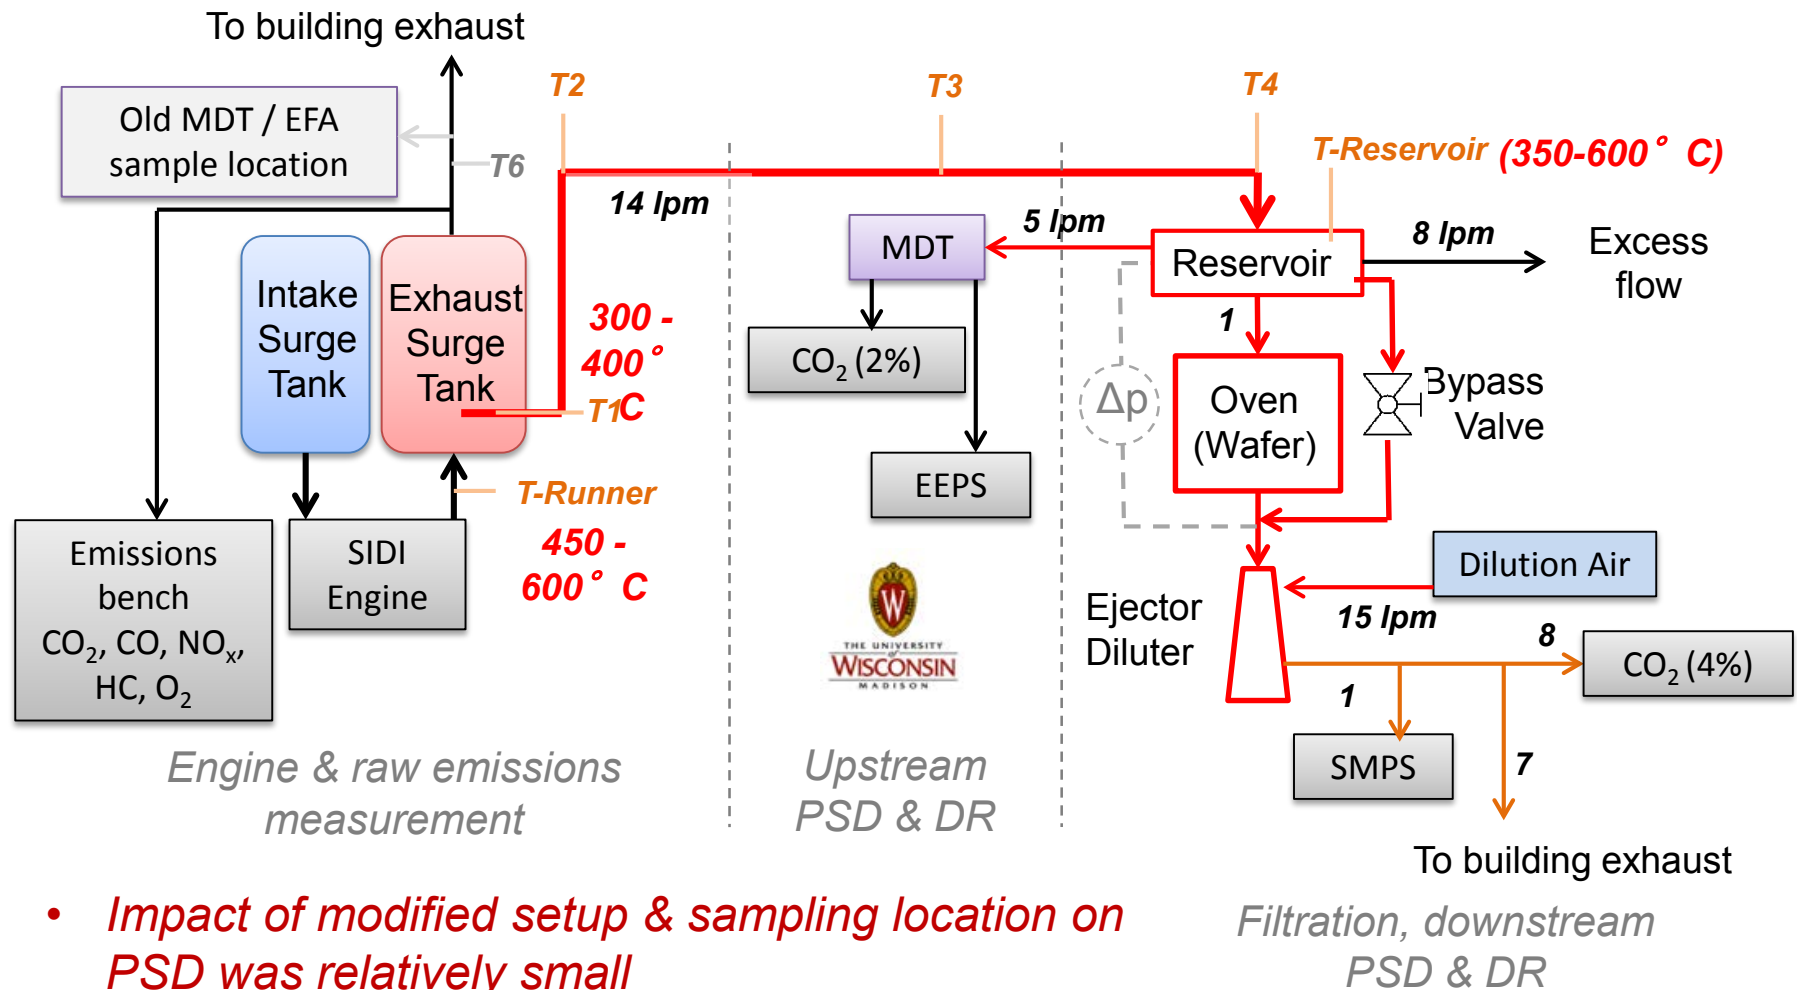 To building exhaust
Old MDT / EFA
sample location
T6
T2
T3
T4
T-Reservoir (350-600° C)
14 lpm
5 lpm
8 lpm
MDT
Reservoir
Excess
flow
Intake
Surge
Tank
Exhaust
Surge
Tank
300 -
400°
C
T1
CO2 (2%)
1
Δp
Oven
(Wafer)
Bypass
Valve
EEPS
T-Runner
450 -
600° C
Emissions
bench
CO2, CO, NOx,
HC, O2
SIDI
Engine
W
THE UNIVERSITY
of
WISCONSIN
MADISON
Ejector
Diluter
Dilution Air
15 lpm
8
CO2 (4%)
1
SMPS
7
To building exhaust
Engine & raw emissions
measurement
Upstream
PSD & DR
Filtration, downstream
PSD & DR
• Impact of modified setup & sampling location on
PSD was relatively small